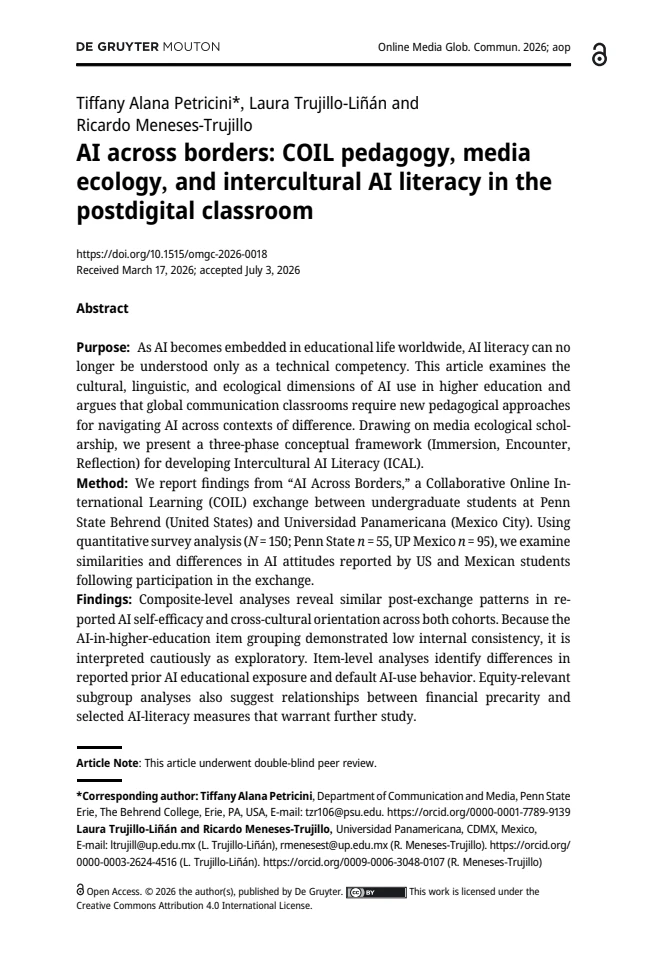 DE GRUYTER MOUTON
Online Media Glob. Commun. 2026; aop
Tiffany Alana Petricini*, Laura Trujillo-Liñán and
Ricardo Meneses-Trujillo
AI across borders: COIL pedagogy, media
ecology, and intercultural AI literacy in the
postdigital classroom
https://doi.org/10.1515/omgc-2026-0018
Received March 17, 2026; accepted July 3, 2026
Abstract
Purpose: As AI becomes embedded in educational life worldwide, AI literacy can no
longer be understood only as a technical competency. This article examines the
cultural, linguistic, and ecological dimensions of AI use in higher education and
argues that global communication classrooms require new pedagogical approaches
for navigating AI across contexts of difference. Drawing on media ecological schol-
arship, we present a three-phase conceptual framework (Immersion, Encounter,
Reflection) for developing Intercultural AI Literacy (ICAL).
Method: We report findings from “AI Across Borders,” a Collaborative Online In-
ternational Learning (COIL) exchange between undergraduate students at Penn
State Behrend (United States) and Universidad Panamericana (Mexico City). Using
quantitative survey analysis (N = 150; Penn State n = 55, UP Mexico n = 95), we examine
similarities and differences in AI attitudes reported by US and Mexican students
following participation in the exchange.
Findings: Composite-level analyses reveal similar post-exchange patterns in re-
ported AI self-efficacy and cross-cultural orientation across both cohorts. Because the
AI-in-higher-education item grouping demonstrated low internal consistency, it is
interpreted cautiously as exploratory. Item-level analyses identify differences in
reported prior AI educational exposure and default AI-use behavior. Equity-relevant
subgroup analyses also suggest relationships between financial precarity and
selected AI-literacy measures that warrant further study.
Article Note: This article underwent double-blind peer review.
*Corresponding author: Tiffany Alana Petricini, Department of Communication and Media, Penn State
Erie, The Behrend College, Erie, PA, USA, E-mail: tzr106@psu.edu. https://orcid.org/0000-0001-7789-9139
Laura Trujillo-Liñán and Ricardo Meneses-Trujillo, Universidad Panamericana, CDMX, Mexico,
E-mail: ltrujill@up.edu.mx (L. Trujillo-Liñán), rmenesest@up.edu.mx (R. Meneses-Trujillo). https://orcid.org/
0000-0003-2624-4516 (L. Trujillo-Liñán). https://orcid.org/0009-0006-3048-0107 (R. Meneses-Trujillo)
Open Access. © 2026 the author(s), published by De Gruyter. (cc) BY This work is licensed under the
Creative Commons Attribution 4.0 International License.